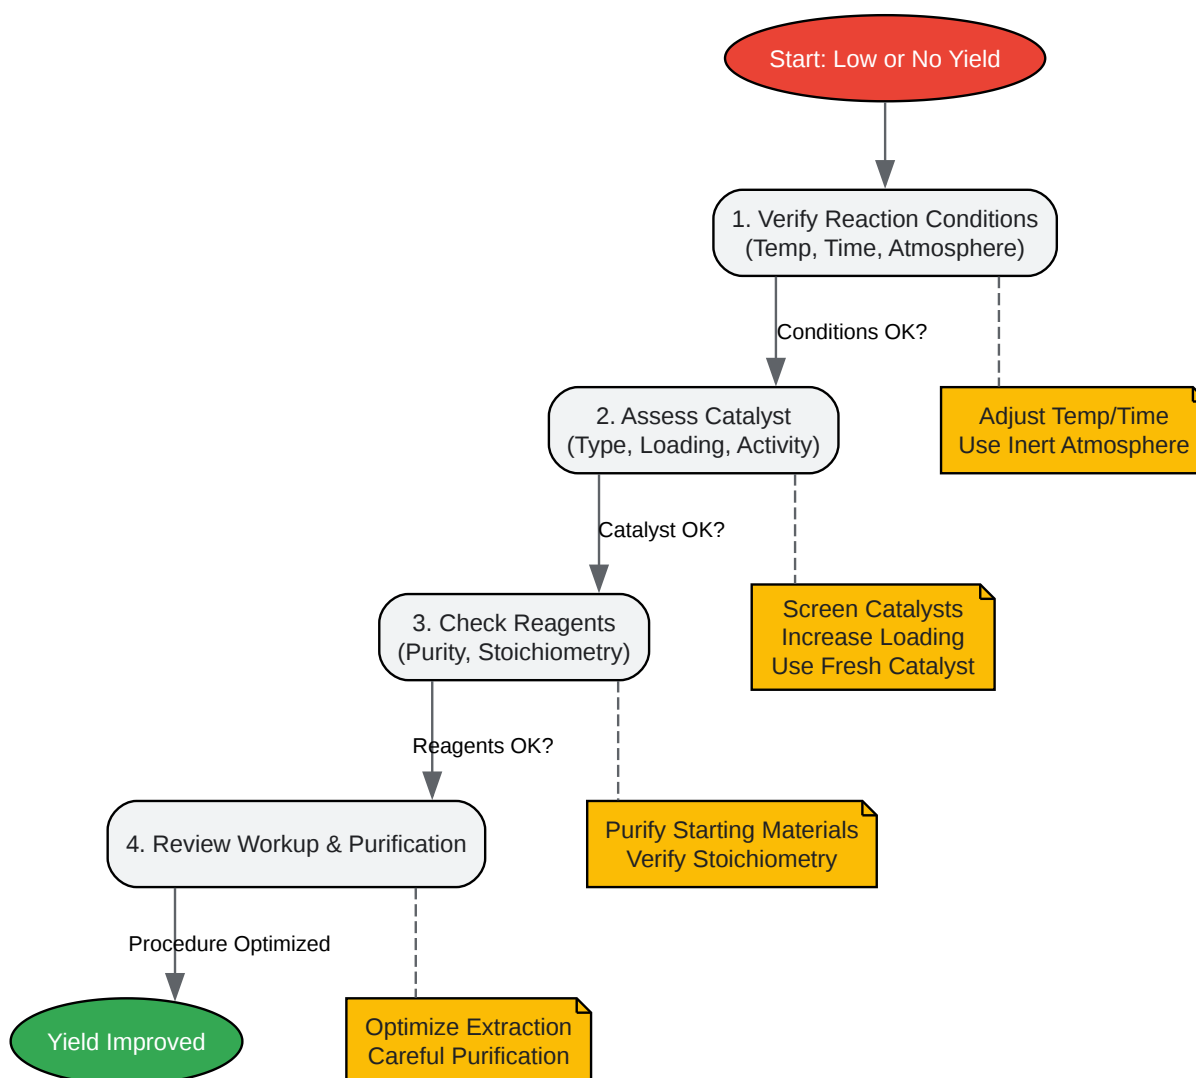 Start: Low or No Yield
1. Verify Reaction Conditions
(Temp, Time, Atmosphere)
Conditions OK?
2. Assess Catalyst
(Type, Loading, Activity)
Adjust Temp/Time
Use Inert Atmosphere
Catalyst OK?
3. Check Reagents
(Purity, Stoichiometry)
Screen Catalysts
Increase Loading
Use Fresh Catalyst
Reagents OK?
4. Review Workup & Purification
Purify Starting Materials
Verify Stoichiometry
Procedure Optimized
Yield Improved
Optimize Extraction
Careful Purification